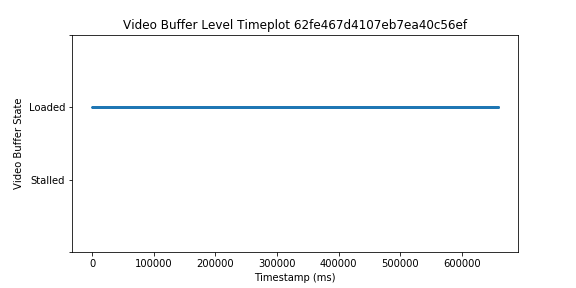 Video Buffer Level Timeplot 62fe467d4107eb7ea40c56ef
Video Buffer State
Loaded
Stalled
0 100000 200000 300000 400000 500000 600000
Timestamp (ms)